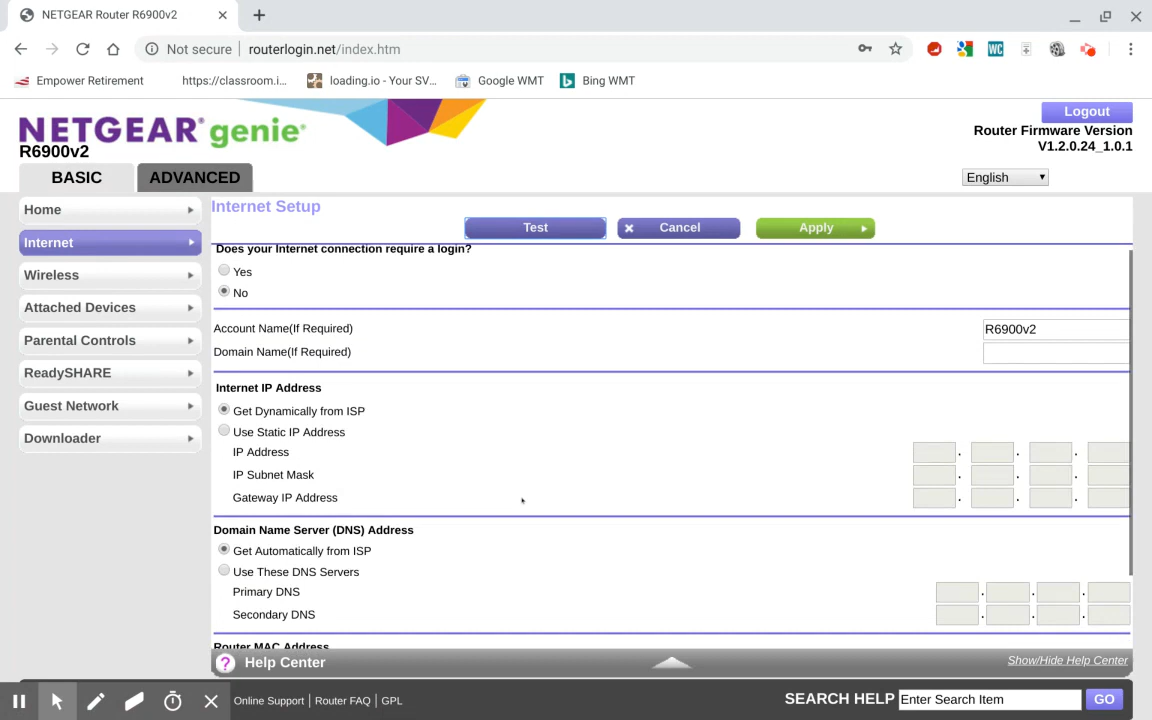 NETGEAR Router R6900v2
Not secure | routerlogin.net/index.htm
Empower Retirement https://classroom.i... loading.io - Your SV... Google WMT Bing WMT
WC
NETGEAR® genie®
R6900v2
Logout
Router Firmware Version
V1.2.0.24_1.0.1
BASIC ADVANCED
English
Home
Internet
Wireless
Attached Devices
Parental Controls
ReadySHARE
Guest Network
Downloader
Internet Setup
Test Cancel Apply
Does your Internet connection require a login?
Yes
No
Account Name(If Required) R6900v2
Domain Name(If Required)
Internet IP Address
Get Dynamically from ISP
Use Static IP Address
IP Address . . .
IP Subnet Mask . . .
Gateway IP Address . . .
Domain Name Server (DNS) Address
Get Automatically from ISP
Use These DNS Servers
Primary DNS . . .
Secondary DNS . . .
Router MAC Address
? Help Center Show/Hide Help Center
Online Support | Router FAQ | GPL SEARCH HELP Enter Search Item GO